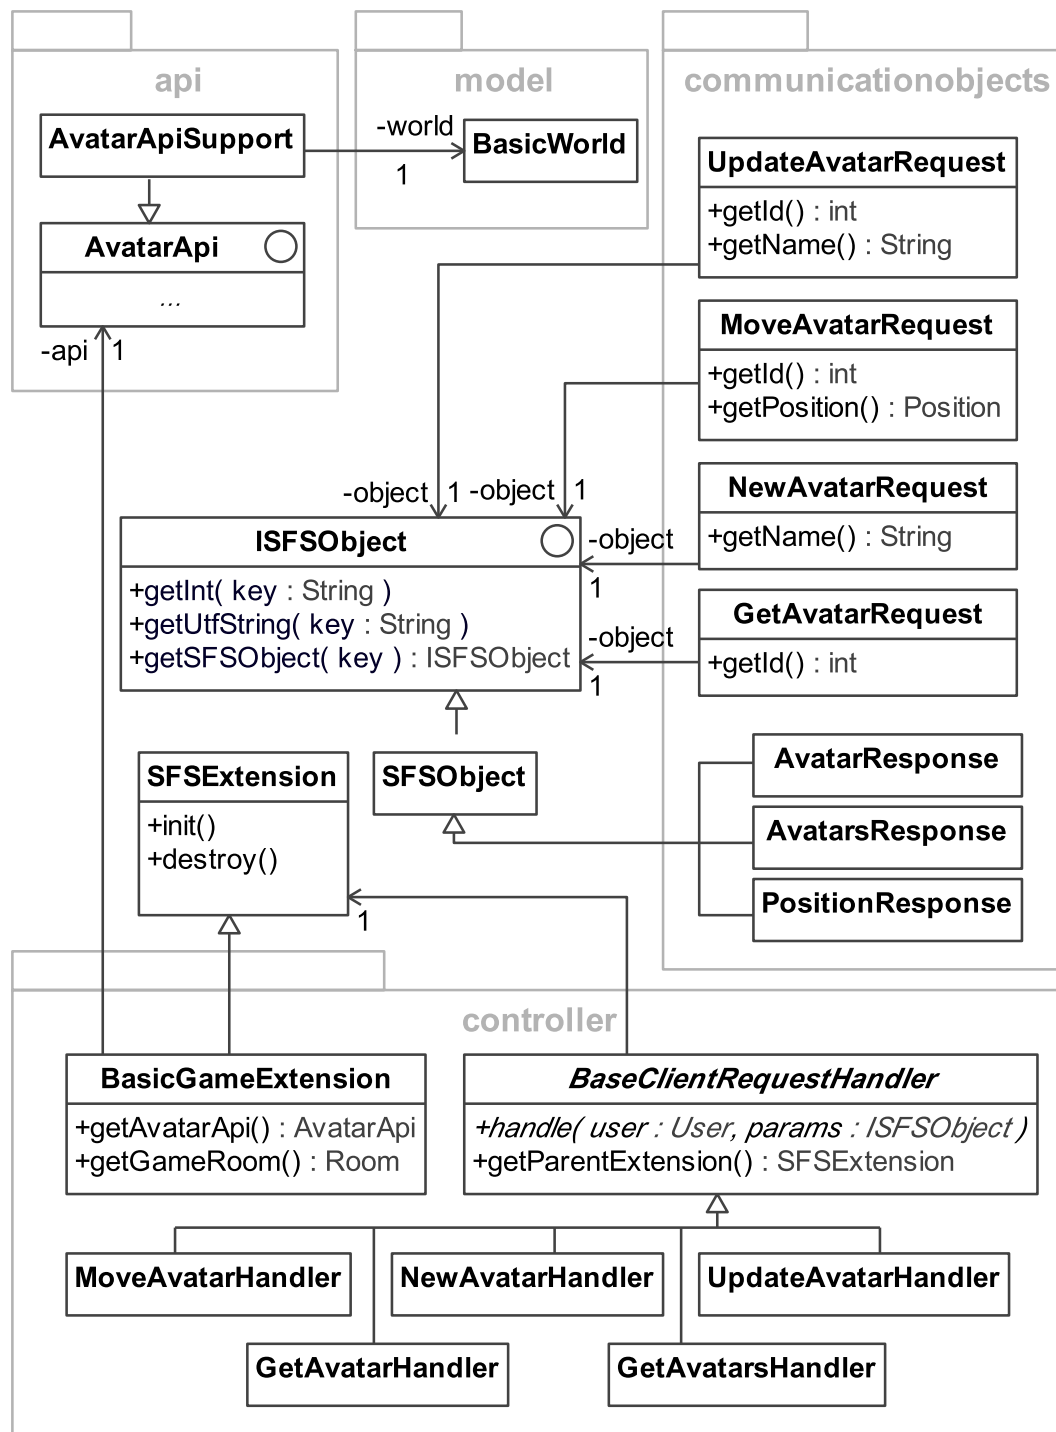 api
AvatarApiSupport
AvatarApi
...
-api 1
model
-world
1
BasicWorld
communicationobjects
UpdateAvatarRequest
+getId() : int
+getName() : String
MoveAvatarRequest
+getId() : int
+getPosition() : Position
NewAvatarRequest
+getName() : String
GetAvatarRequest
+getId() : int
-object 1
-object 1
-object
1
-object
1
ISFSObject
+getInt( key : String )
+getUtfString( key : String )
+getSFSObject( key ) : ISFSObject
SFSExtension
+init()
+destroy()
1
SFSObject
AvatarResponse
AvatarsResponse
PositionResponse
controller
BasicGameExtension
+getAvatarApi() : AvatarApi
+getGameRoom() : Room
BaseClientRequestHandler
+handle( user : User, params : ISFSObject )
+getParentExtension() : SFSExtension
MoveAvatarHandler
NewAvatarHandler
UpdateAvatarHandler
GetAvatarHandler
GetAvatarsHandler